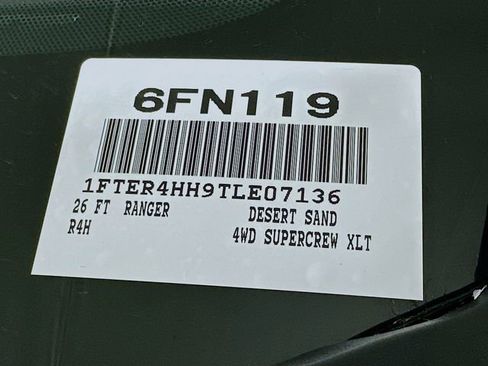 6FN119
1FTER4HH9TLE07136
26 FT RANGER DESERT SAND
R4H 4WD SUPERCREW XLT